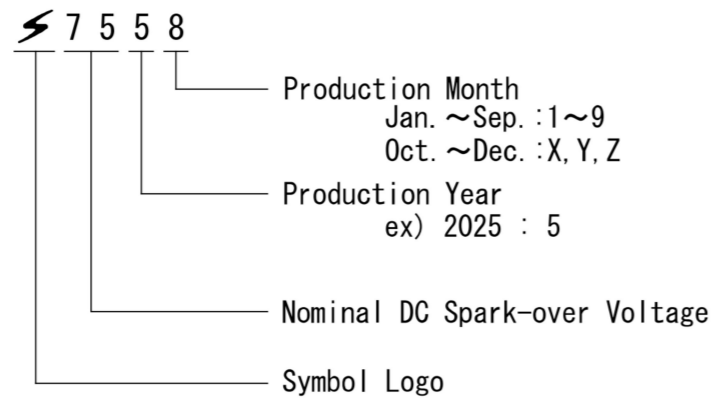 7 5 5 8
Production Month
Jan.～Sep.:1～9
Oct.～Dec.:X,Y,Z
Production Year
ex) 2025 : 5
Nominal DC Spark-over Voltage
Symbol Logo